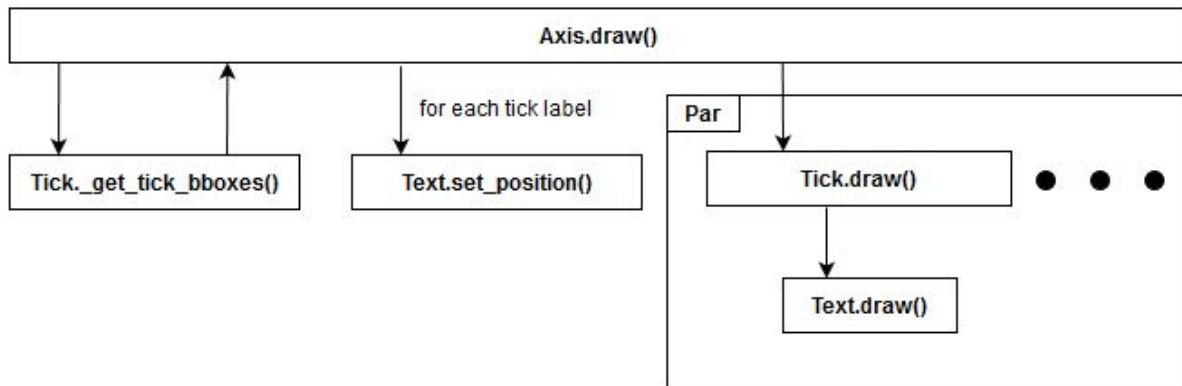 Axis.draw()
for each tick label
Par
Tick._get_tick_bboxes()
Text.set_position()
Tick.draw()
Text.draw()